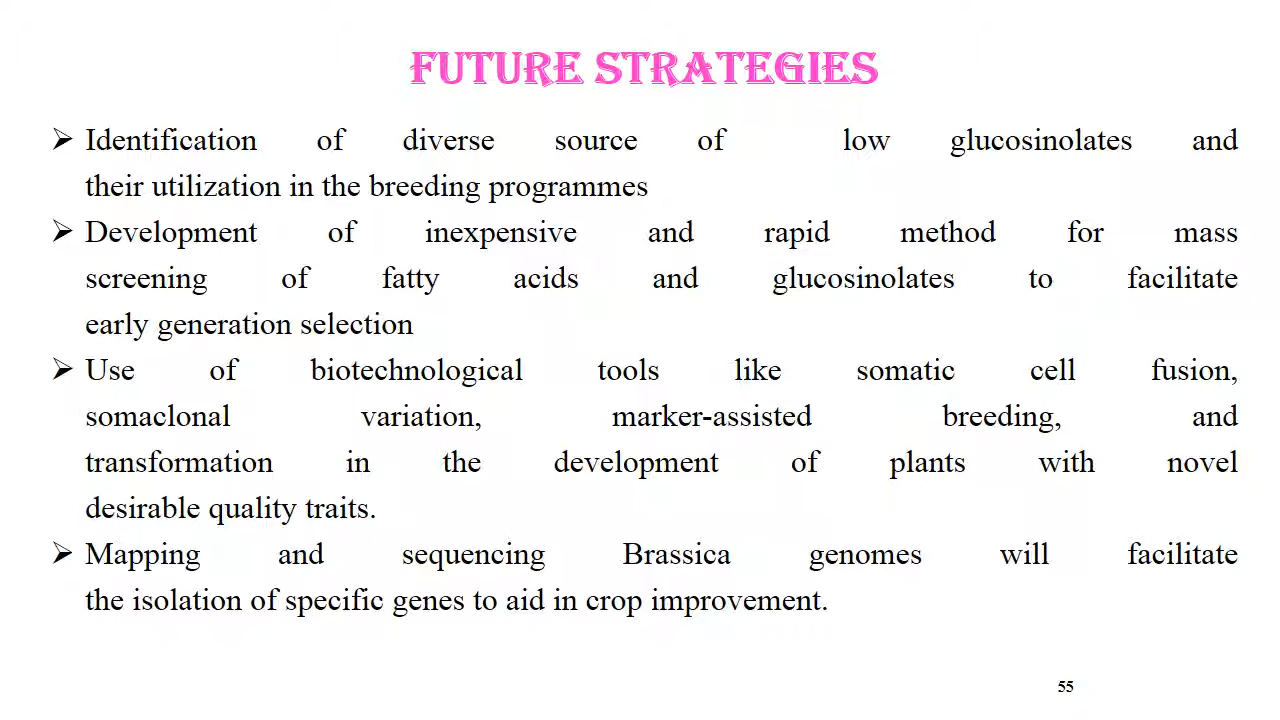 FUTURE STRATEGIES
➢ Identification of diverse source of low glucosinolates and
their utilization in the breeding programmes
➢ Development of inexpensive and rapid method for mass
screening of fatty acids and glucosinolates to facilitate
early generation selection
➢ Use of biotechnological tools like somatic cell fusion,
somaclonal variation, marker-assisted breeding, and
transformation in the development of plants with novel
desirable quality traits.
➢ Mapping and sequencing Brassica genomes will facilitate
the isolation of specific genes to aid in crop improvement.
55